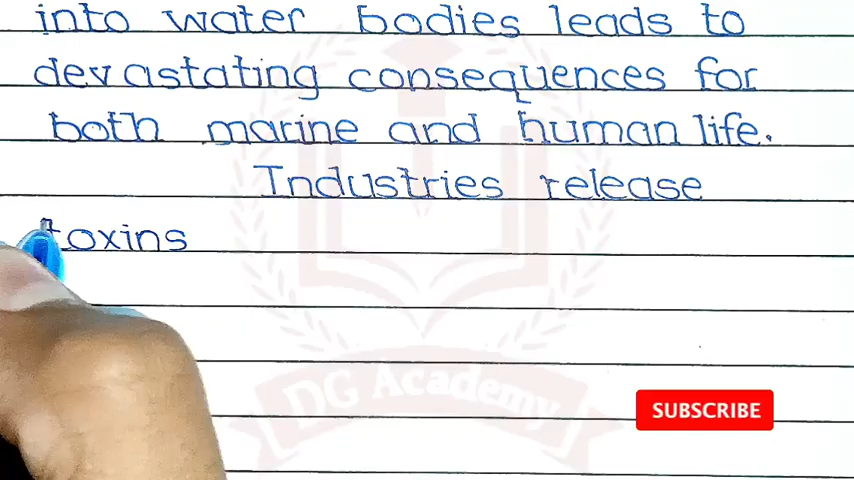 into water bodies leads to
devastating consequences for
both marine and human life.
Industries release
toxins
DG Academy
SUBSCRIBE